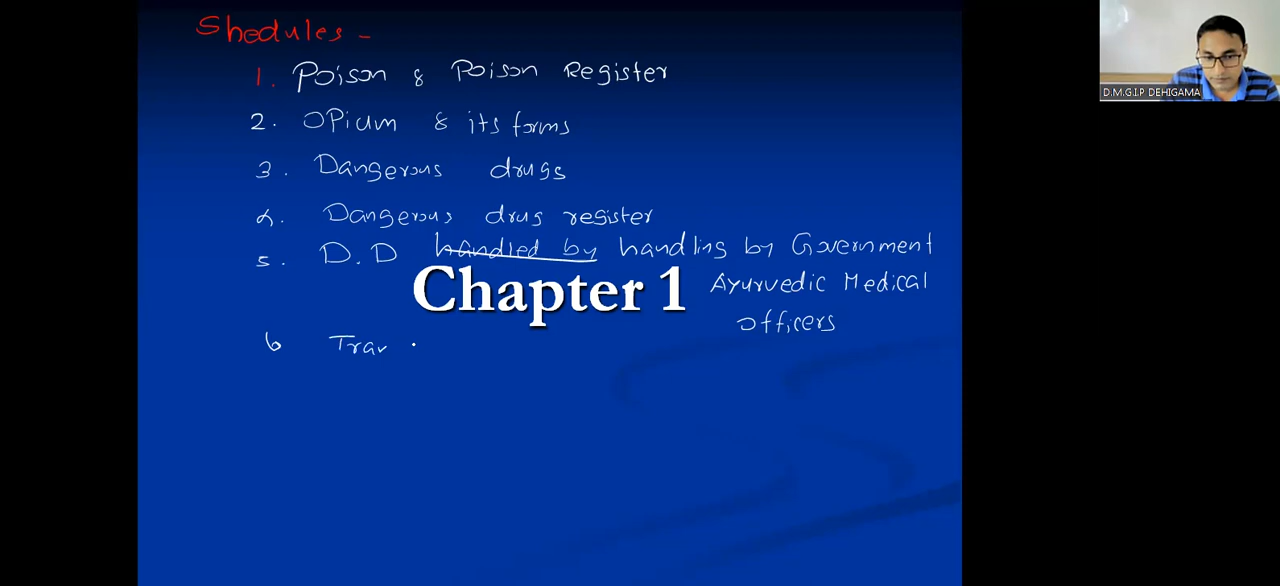 Shedules -
1. Poison & Poison Register
2. Opium & its forms
3. Dangerous drugs
4. Dangerous drug register
5. D.D handled by handling by Government
Ayurvedic Medical
Officers
Chapter 1
6 Tran
D.M.G.I.P DEHIGAMA